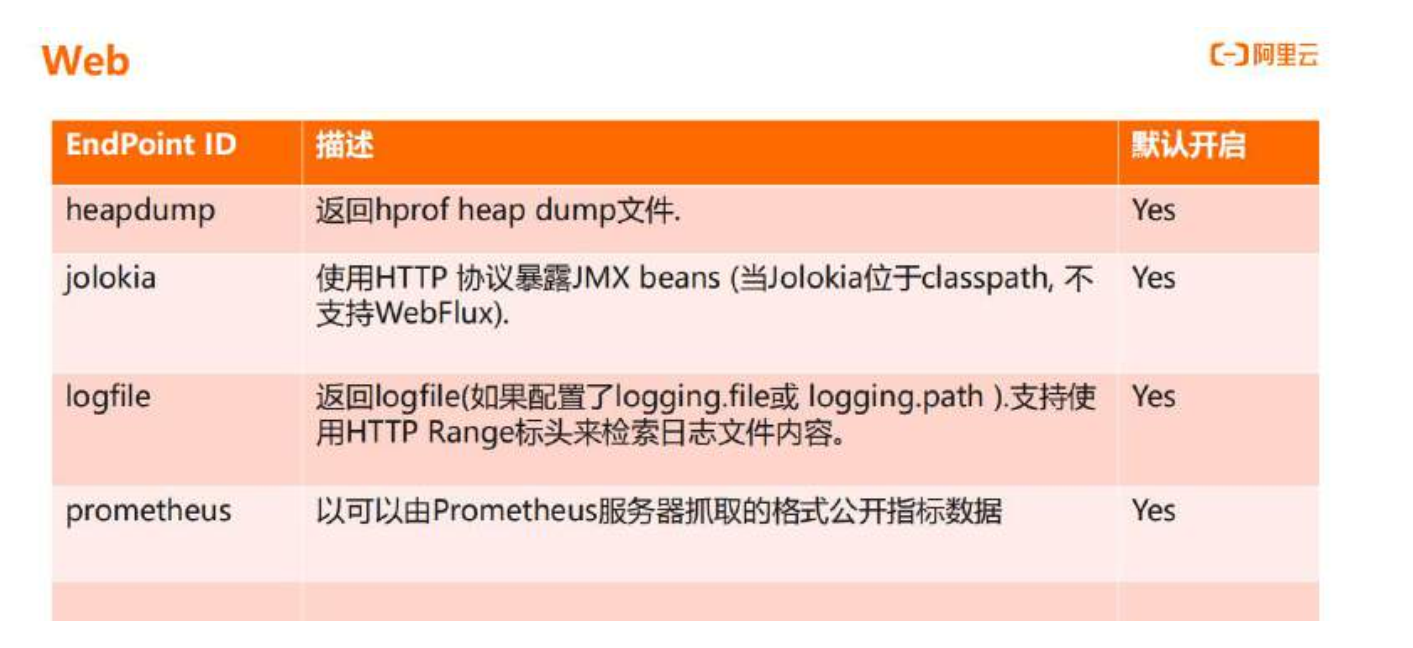 Web
阿里云
EndPoint ID 描述 默认开启
heapdump 返回hprof heap dump文件. Yes
jolokia 使用HTTP 协议暴露JMX beans (当Jolokia位于classpath, 不 Yes
支持WebFlux).
logfile 返回logfile(如果配置了logging.file或 logging.path ).支持使 Yes
用HTTP Range标头来检索日志文件内容。
prometheus 以可以由Prometheus服务器抓取的格式公开指标数据 Yes